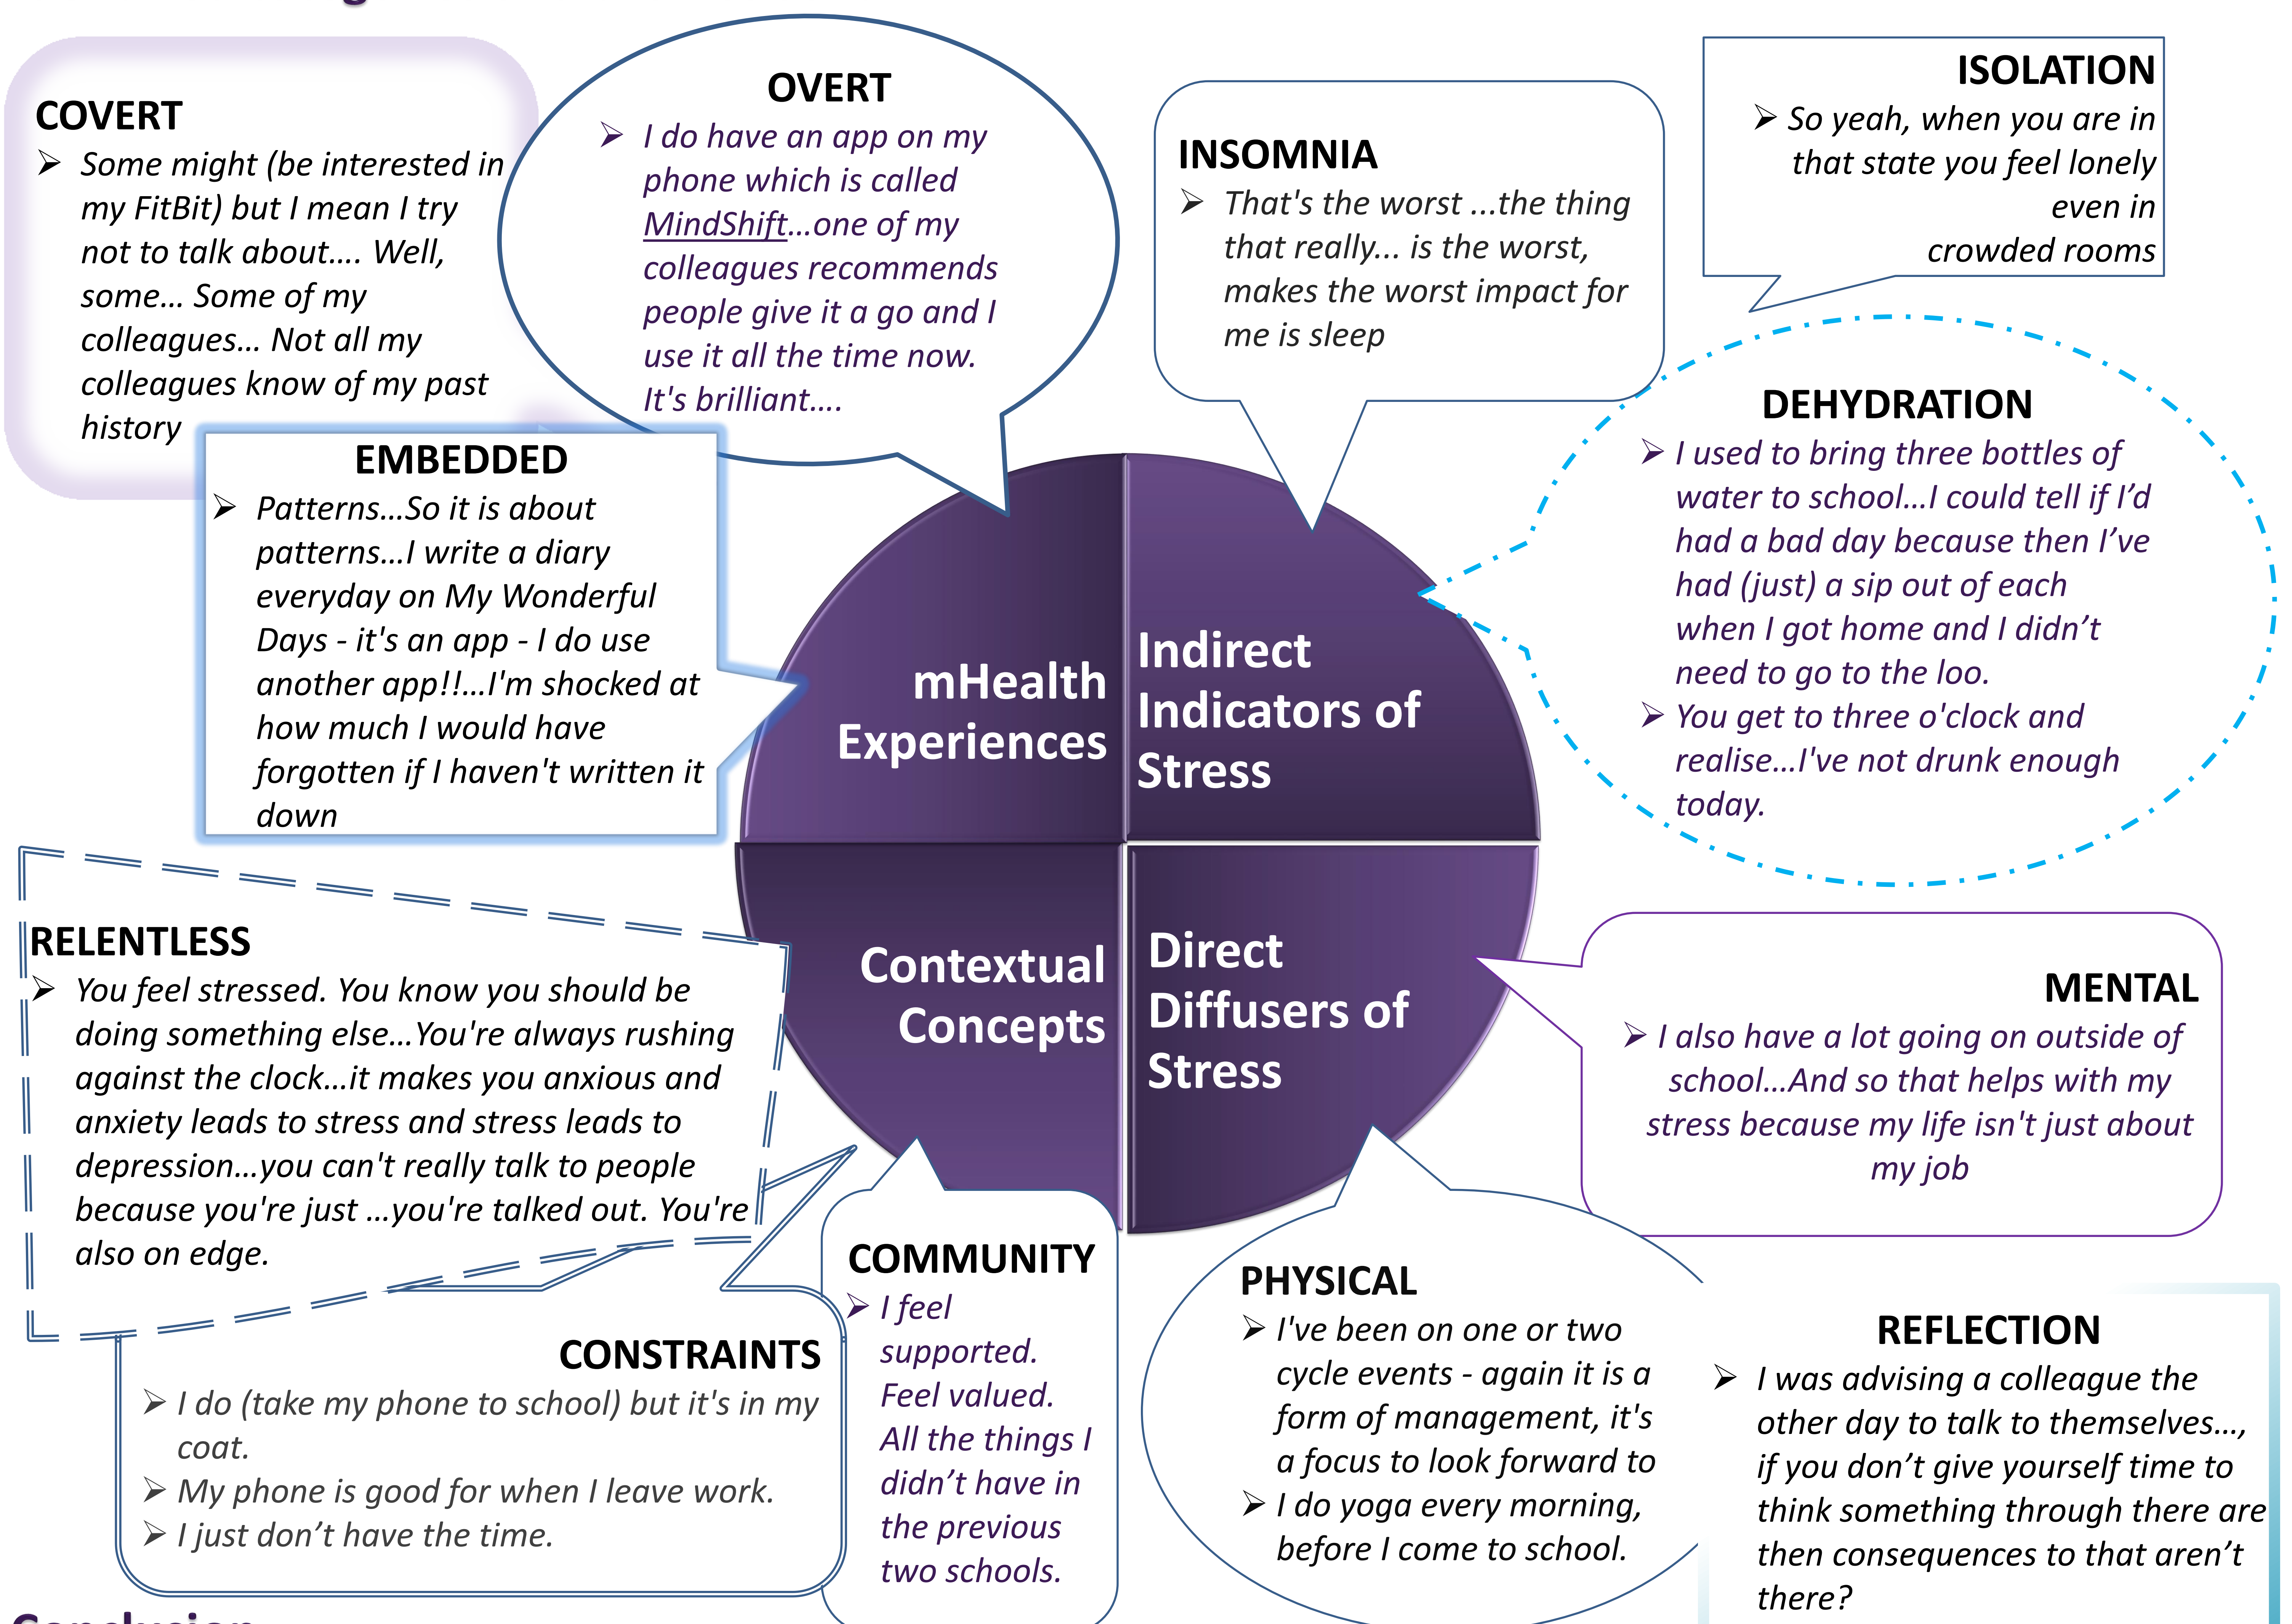 COVERT
➢ Some might (be interested in
my FitBit) but I mean I try
not to talk about.... Well,
some... Some of my
colleagues... Not all my
colleagues know of my past
history
OVERT
➢ I do have an app on my
phone which is called
MindShift...one of my
colleagues recommends
people give it a go and I
use it all the time now.
It's brilliant....
INSOMNIA
➢ That's the worst ...the thing
that really... is the worst,
makes the worst impact for
me is sleep
ISOLATION
➢ So yeah, when you are in
that state you feel lonely
even in
crowded rooms
EMBEDDED
➢ Patterns...So it is about
patterns...I write a diary
everyday on My Wonderful
Days - it's an app - I do use
another app!!...I'm shocked at
how much I would have
forgotten if I haven't written it
down
DEHYDRATION
➢ I used to bring three bottles of
water to school...I could tell if I’d
had a bad day because then I’ve
had (just) a sip out of each
when I got home and I didn’t
need to go to the loo.
➢ You get to three o'clock and
realise...I've not drunk enough
today.
mHealth
Experiences
Indirect
Indicators of
Stress
Contextual
Concepts
Direct
Diffusers of
Stress
RELENTLESS
➢ You feel stressed. You know you should be
doing something else...You're always rushing
against the clock...it makes you anxious and
anxiety leads to stress and stress leads to
depression...you can't really talk to people
because you're just ...you're talked out. You're
also on edge.
MENTAL
➢ I also have a lot going on outside of
school...And so that helps with my
stress because my life isn't just about
my job
CONSTRAINTS
➢ I do (take my phone to school) but it's in my
coat.
➢ My phone is good for when I leave work.
➢ I just don’t have the time.
COMMUNITY
➢ I feel
supported.
Feel valued.
All the things I
didn’t have in
the previous
two schools.
PHYSICAL
➢ I've been on one or two
cycle events - again it is a
form of management, it's
a focus to look forward to
➢ I do yoga every morning,
before I come to school.
REFLECTION
➢ I was advising a colleague the
other day to talk to themselves...,
if you don’t give yourself time to
think something through there are
then consequences to that aren’t
there?
Conclusion